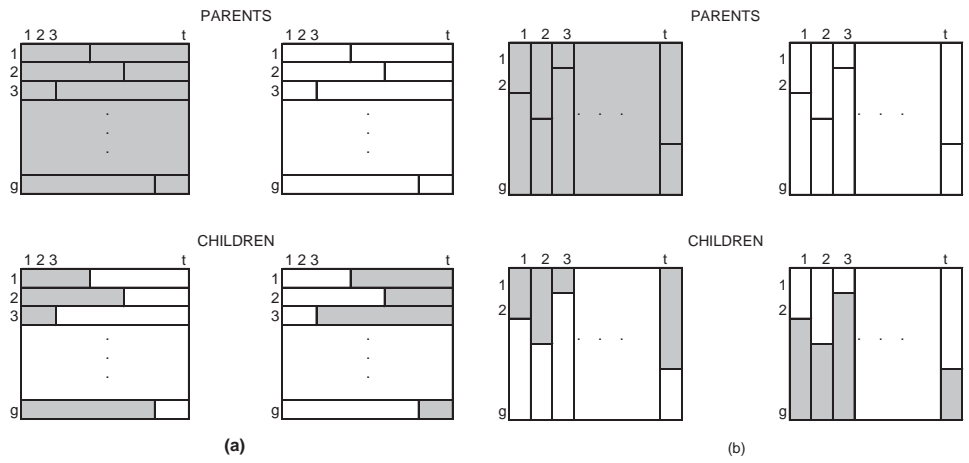 PARENTS
1 2 3 t
1
2
3
.
.
.
g
1 2 3 t
1
2
3
.
.
.
g
CHILDREN
1 2 3 t
1
2
3
.
.
.
g
1 2 3 t
1
2
3
.
.
.
g
(a)
PARENTS
1 2 3 t
1
2
. . .
g
1 2 3 t
1
2
. . .
g
CHILDREN
1 2 3 t
1
2
. . .
g
1 2 3 t
1
2
. . .
g
(b)